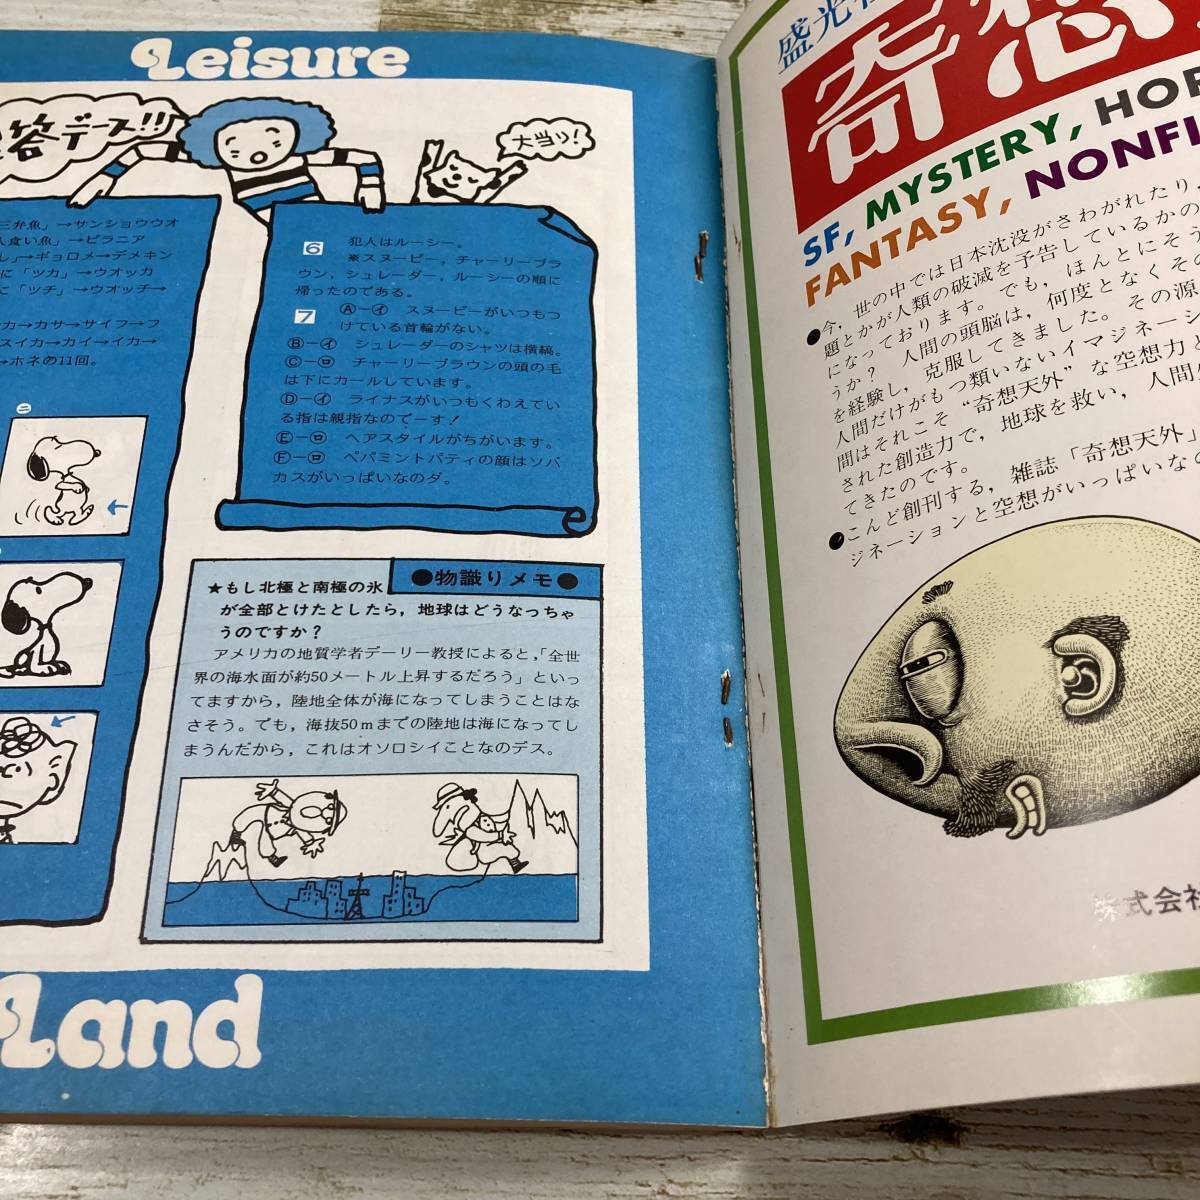 Leisure
答デース!!!
大当り!
三弁魚」→サンショウウオ
人食い魚」→ピラニア
→ギョロメ→デメキン
に「ツカ」→ウオッカ
に「ツチ」→ウオッチ→
カ→カサ→サイフ→フ
スイカ→カイ→イカ→
→ホネの11回。
ニ
6 犯人はルーシー。
※スヌーピー，チャーリーブラ
ウン，シュレーダー，ルーシーの順に
帰ったのである。
7 Ⓐ—㋑ スヌーピーがいつもつ
けている首輪がない。
Ⓑ—㋑ シュレーダーのシャツは横縞。
Ⓒ—㋺ チャーリーブラウンの頭の毛
は下にカールしています。
Ⓓ—㋑ ライナスがいつもくわえてい
る指は親指なのでーす!
Ⓔ—㋺ ヘアスタイルがちがいます。
Ⓕ—㋺ ペパミントパティの顔はソバ
カスがいっぱいなのダ。
●物識りメモ●
★もし北極と南極の氷
が全部とけたとしたら，地球はどうなっちゃ
うのですか？
アメリカの地質学者デーリー教授によると，「全世
界の海水面が約50メートル上昇するだろう」といっ
てますから，陸地全体が海になってしまうことはな
さそう。でも，海抜50mまでの陸地は海になってし
まうんだから，これはオソロシイことなのデス。
Land
盛光
奇想
SF, MYSTERY, HOR
FANTASY, NONFI
●今，世の中では日本沈没がさわがれたり
題とかが人類の破滅を予告しているかの
になっております。でも，ほんとにそう
うか？ 人間の頭脳は，何度となくその
を経験し，克服してきました。その源
人間だけがもつ類いないイマジネーシ
間はそれこそ“奇想天外”な空想力と
された創造力で，地球を救い，人間
てきたのです。
●こんど創刊する，雑誌「奇想天外」
ジネーションと空想がいっぱいなの
株式会社